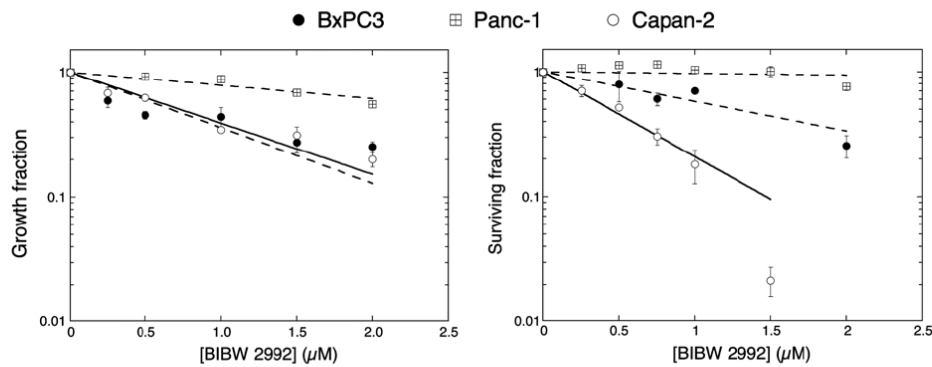 BxPC3 Panc-1 Capan-2
Growth fraction
1
0.1
0.01
0 0.5 1.0 1.5 2.0 2.5
[BIBW 2992] (μM)
Surviving fraction
1
0.1
0.01
0 0.5 1 1.5 2 2.5
[BIBW 2992] (μM)